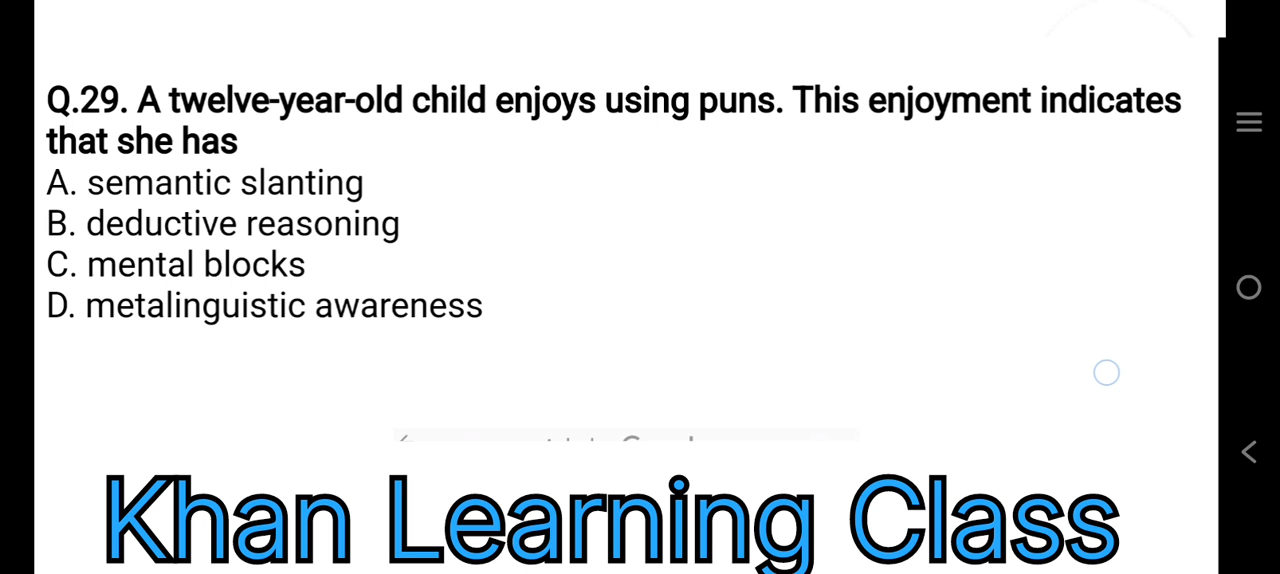 Q.29. A twelve-year-old child enjoys using puns. This enjoyment indicates
that she has
A. semantic slanting
B. deductive reasoning
C. mental blocks
D. metalinguistic awareness
Khan Learning Class